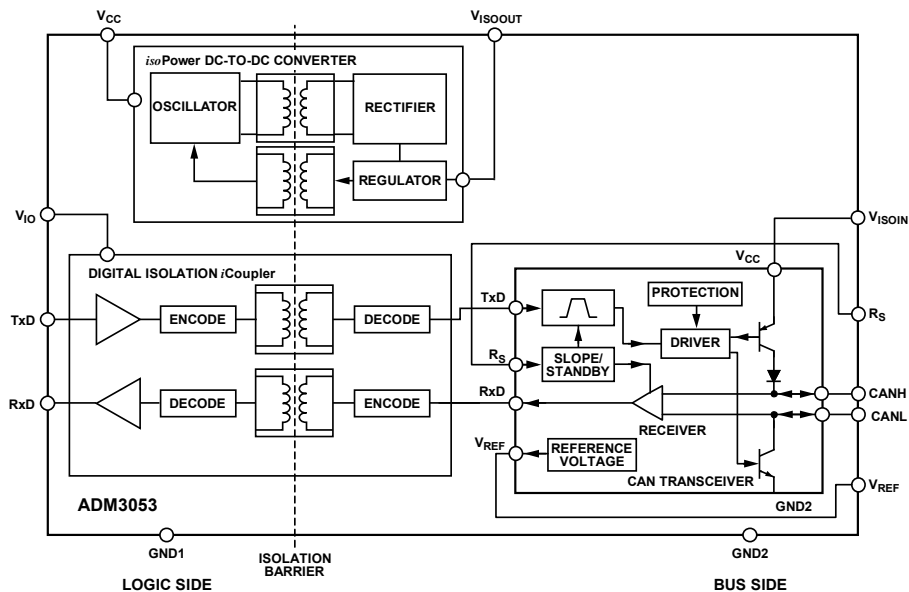 VCC
VISOOUT
isoPower DC-TO-DC CONVERTER
OSCILLATOR
RECTIFIER
REGULATOR
VIO
VISOIN
DIGITAL ISOLATION iCoupler
VCC
TxD
ENCODE
DECODE
TxD
PROTECTION
DRIVER
RS
RS
SLOPE/
STANDBY
RxD
DECODE
ENCODE
RxD
RECEIVER
CANH
CANL
VREF
REFERENCE
VOLTAGE
CAN TRANSCEIVER
VREF
GND2
ADM3053
GND1
ISOLATION
BARRIER
GND2
LOGIC SIDE
BUS SIDE